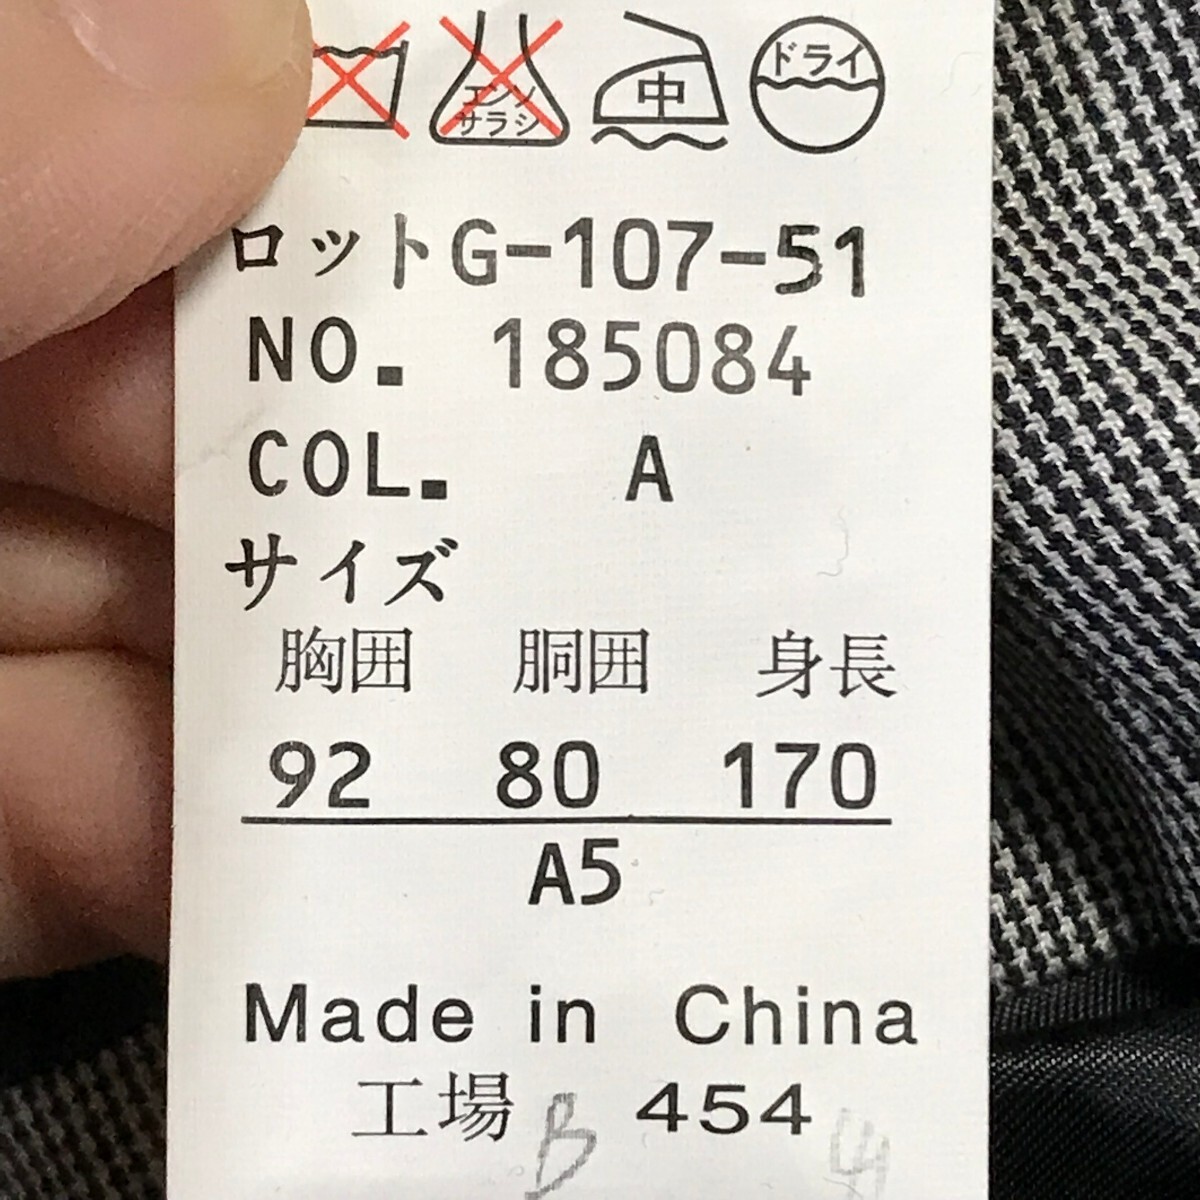 エンソ
サラシ
中
ドライ
ロットG-107-51
NO. 185084
COL. A
サイズ
胸囲 胴囲 身長
92 80 170
A5
Made in China
工場 454
B